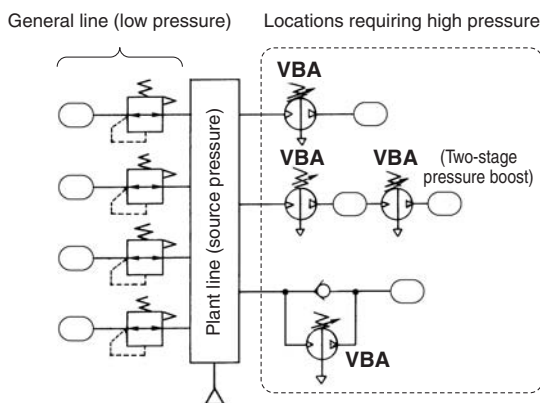 General line (low pressure)
Locations requiring high pressure
VBA
Plant line (source pressure)
VBA
VBA
(Two-stage
pressure boost)
VBA